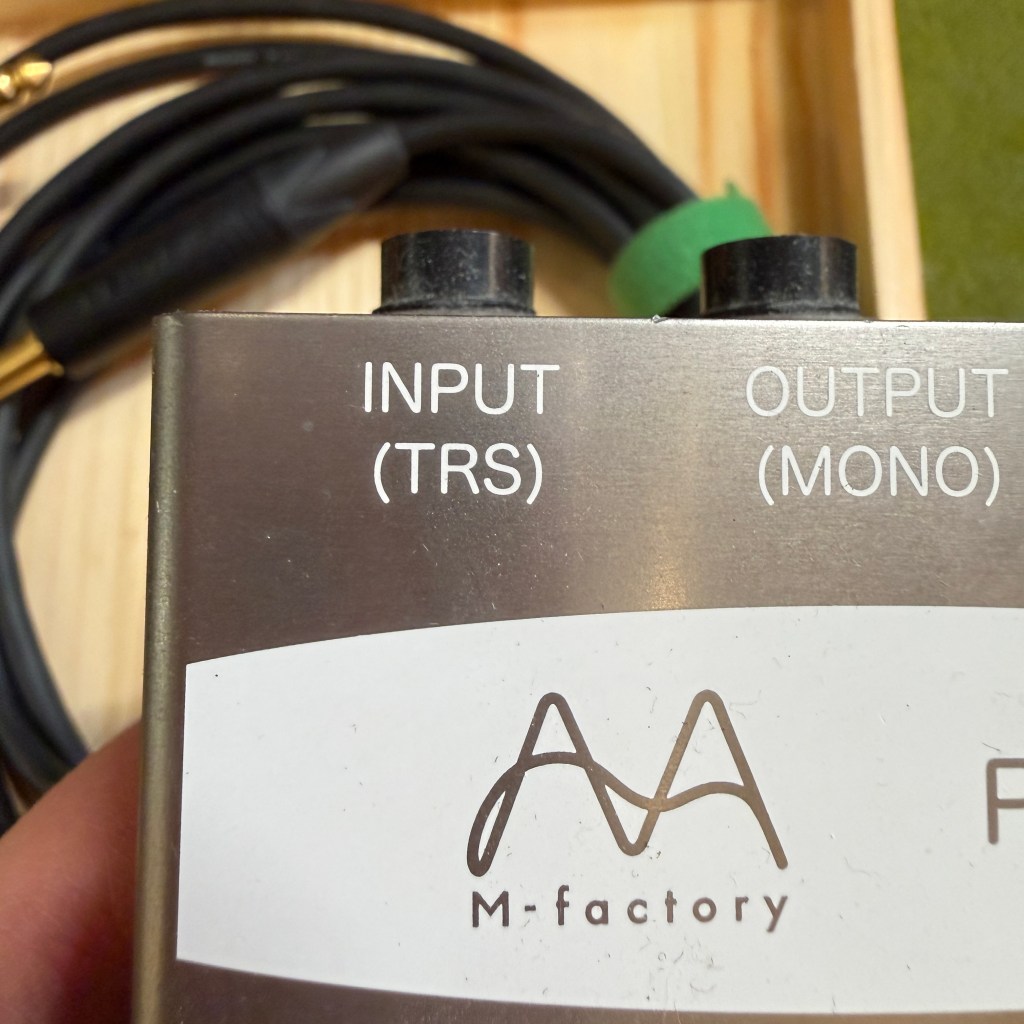 INPUT OUTPUT
(TRS) (MONO)
M-factory